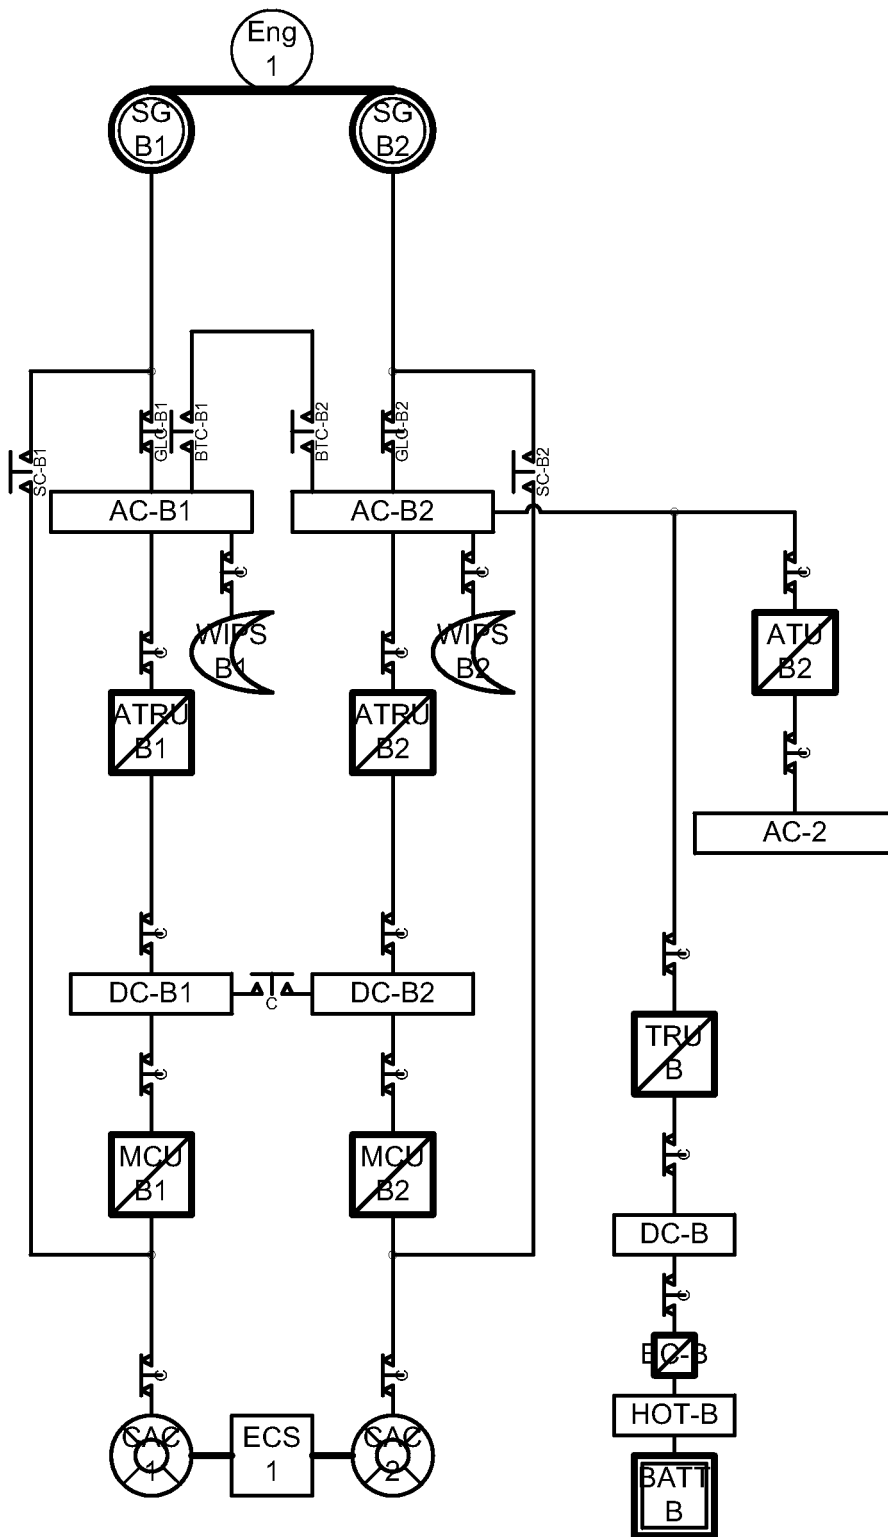 Eng
1
SG
B1
SG
B2
SC-B1
GLC-B1
BTC-B1
BTC-B2
GLC-B2
SC-B2
AC-B1
AC-B2
C
C
C
WIPS
B1
WIPS
B2
ATU
B2
C
C
ATRU
B1
ATRU
B2
C
AC-2
C
C
C
DC-B1
C
DC-B2
TRU
B
C
C
MCU
B1
MCU
B2
C
DC-B
C
EC-B
C
C
HOT-B
CAC
1
ECS
1
CAC
2
BATT
B